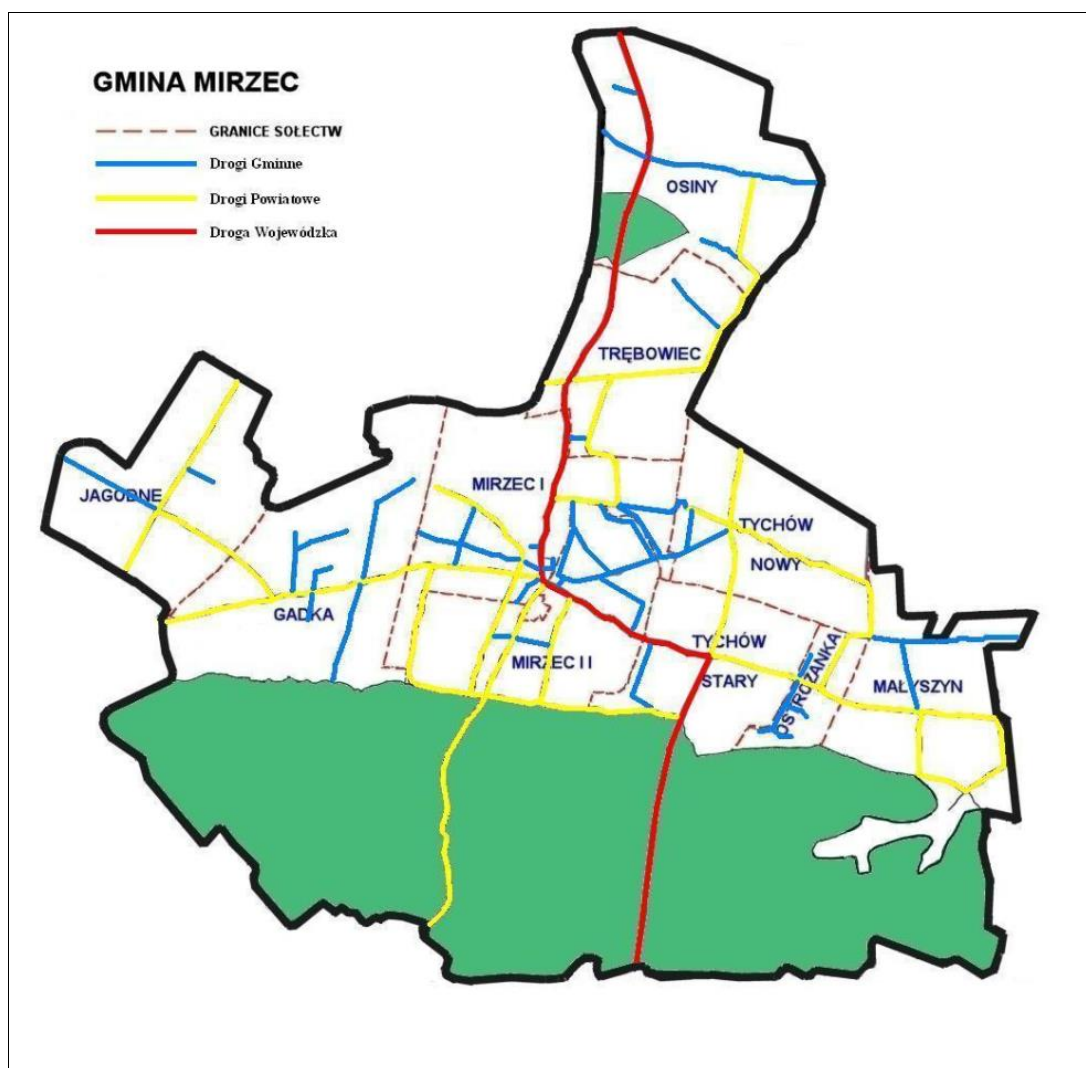 GMINA MIRZEC
GRANICE SOŁECTW
Drogi Gminne
Drogi Powiatowe
Droga Wojewódzka
OSINY
TRĘBOWIEC
JAGODNE
MIRZEC I
TYCHÓW
NOWY
GADKA
MIRZEC II
TYCHÓW
STARY
OSTROŻANKA
MAŁYSZYN